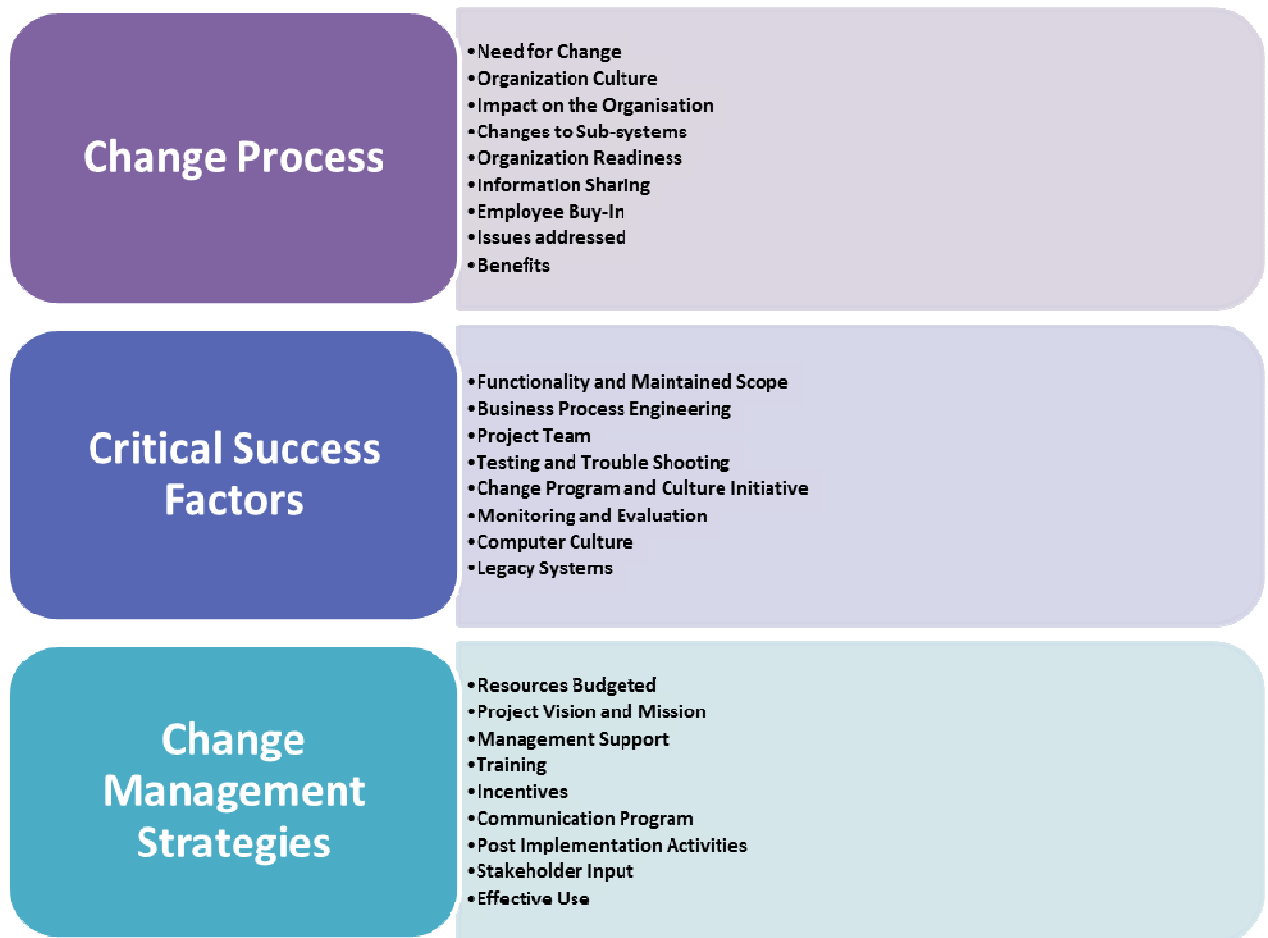 Change Process
•Need for Change
•Organization Culture
•Impact on the Organisation
•Changes to Sub-systems
•Organization Readiness
•Information Sharing
•Employee Buy-In
•Issues addressed
•Benefits
Critical Success
Factors
•Functionality and Maintained Scope
•Business Process Engineering
•Project Team
•Testing and Trouble Shooting
•Change Program and Culture Initiative
•Monitoring and Evaluation
•Computer Culture
•Legacy Systems
Change
Management
Strategies
•Resources Budgeted
•Project Vision and Mission
•Management Support
•Training
•Incentives
•Communication Program
•Post Implementation Activities
•Stakeholder Input
•Effective Use